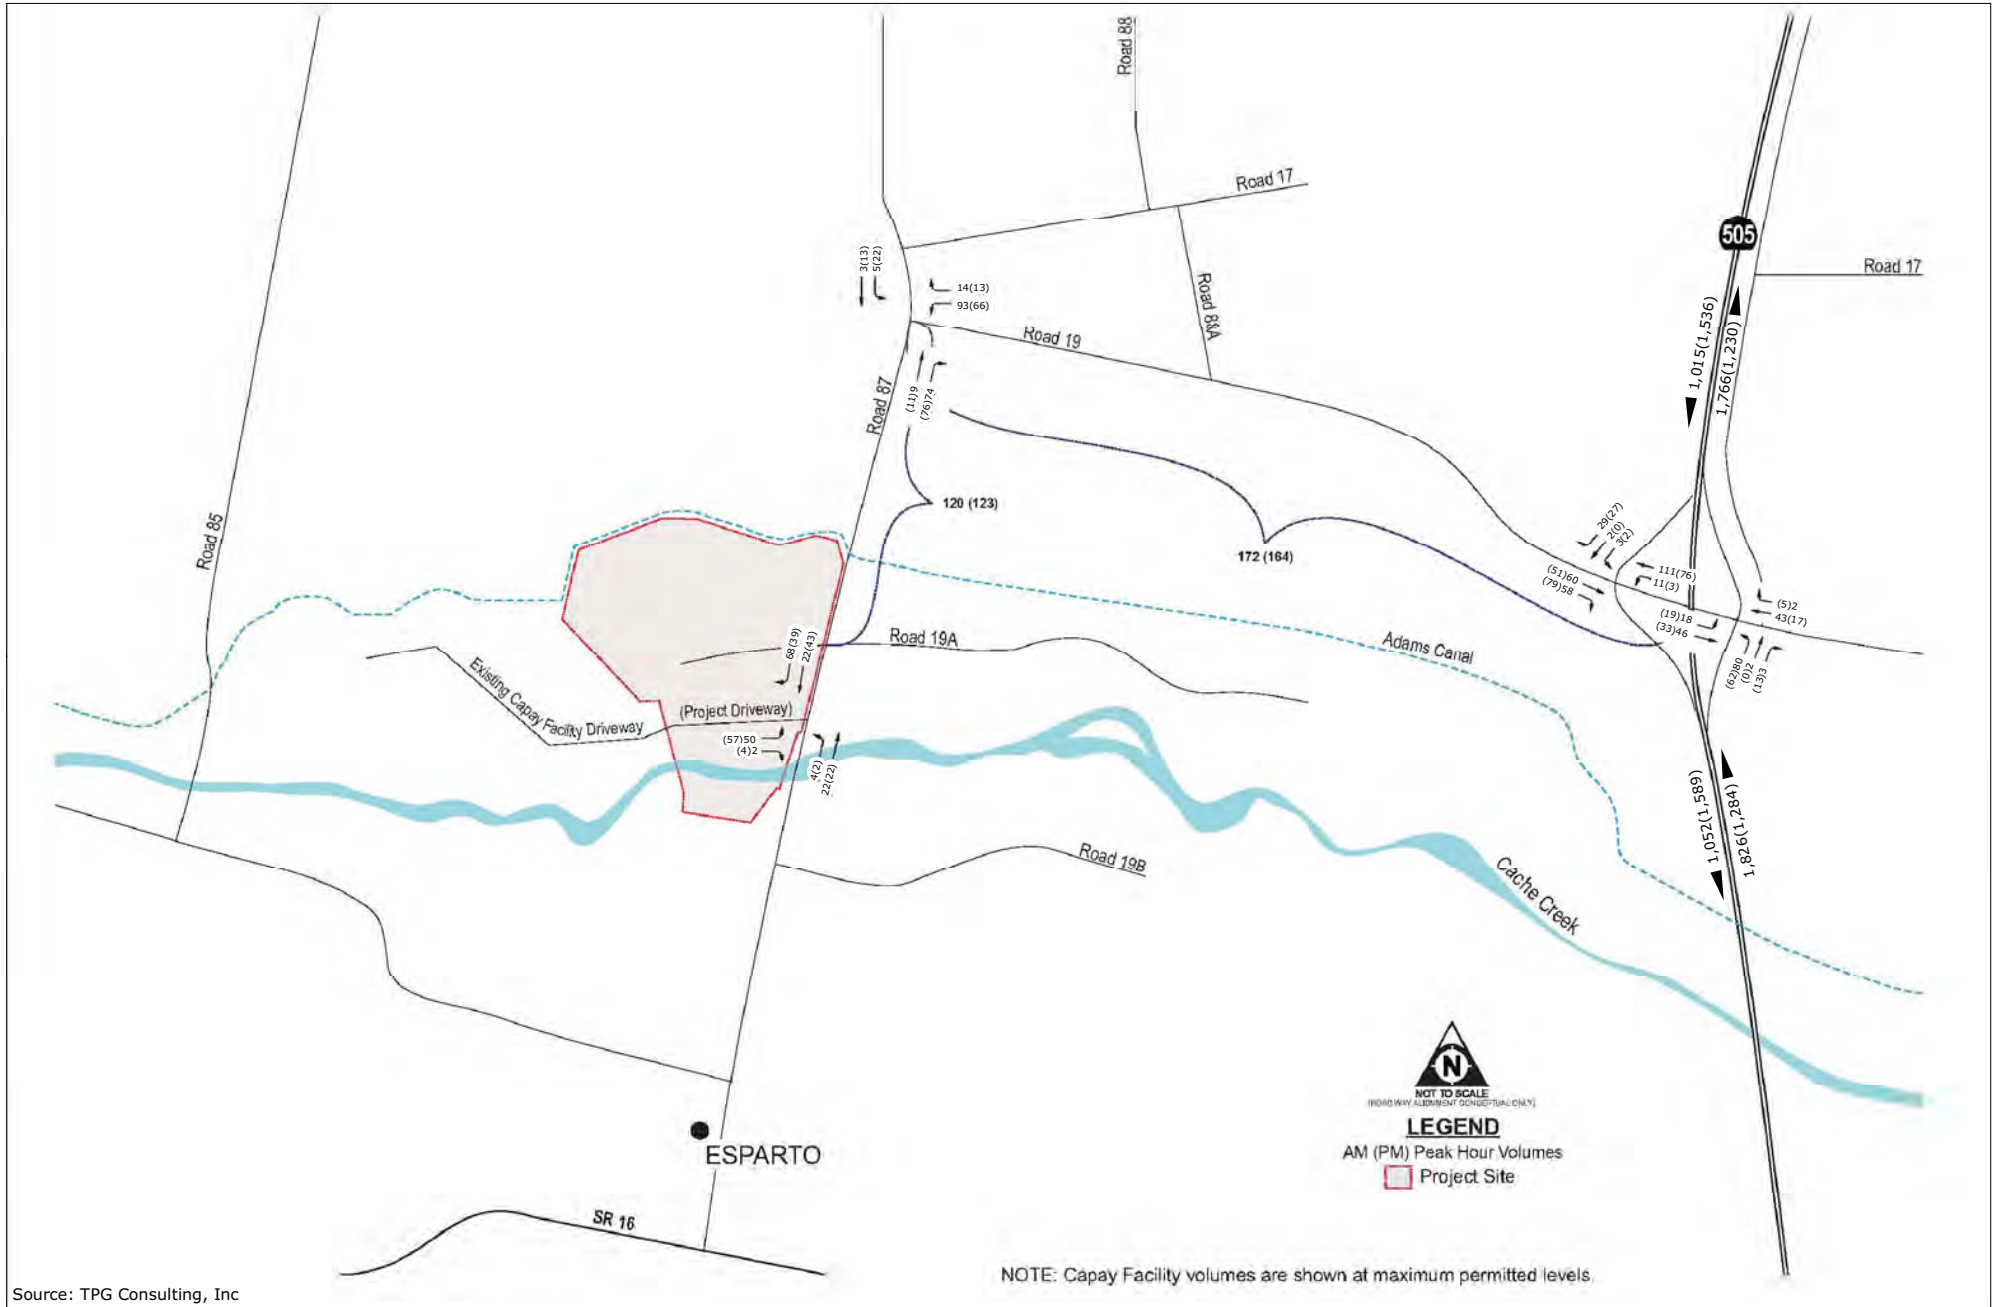 Road 88
Road 17
505
Road 17
3(13)
5(22)
14(13)
93(66)
Road 19
1,015(1,536)
1,766(1,230)
Road 87
(11)9
(76)74
Road 85
120 (123)
172 (164)
29(27)
2(0)
3(2)
111(76)
11(3)
(51)60
(79)58
(5)2
43(17)
(19)18
(33)46
(62)80
(0)2
(13)3
68(39)
22(43)
Road 19A
Adams Canal
Existing Capay Facility Driveway
(Project Driveway)
(57)50
(4)2
4(2)
22(22)
1,052(1,589)
1,826(1,284)
Road 19B
Cache Creek
N
NOT TO SCALE
(ROADWAY ALIGNMENT CONCEPTUAL ONLY)
LEGEND
AM (PM) Peak Hour Volumes
Project Site
ESPARTO
SR 16
NOTE: Capay Facility volumes are shown at maximum permitted levels.
Source: TPG Consulting, Inc